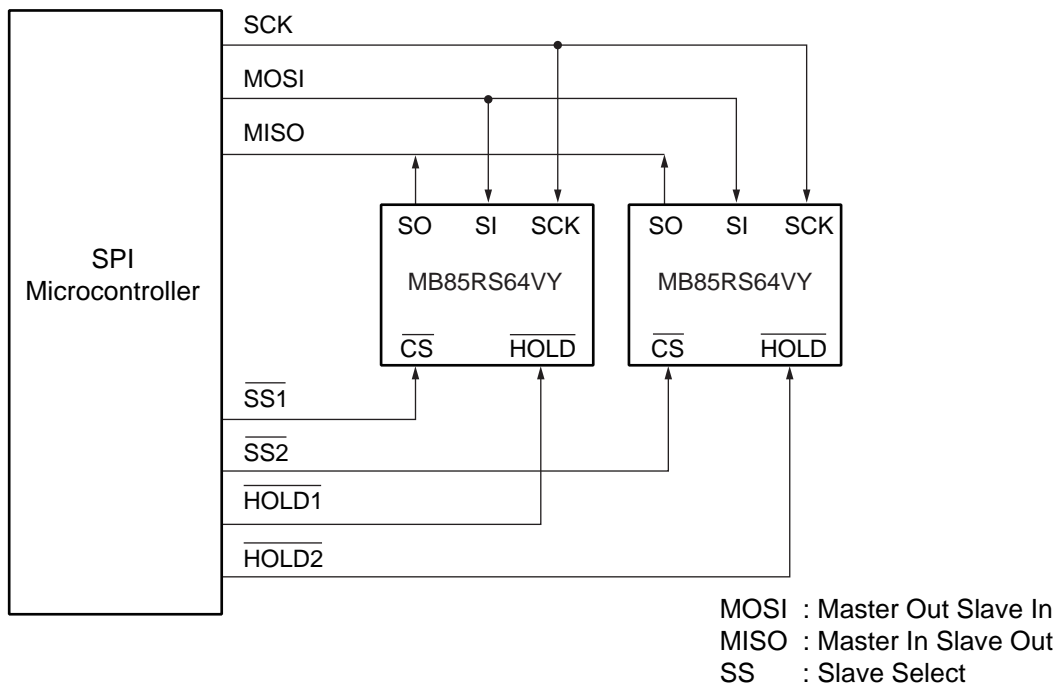 SCK
MOSI
MISO
SO SI SCK
MB85RS64VY
CS HOLD
SO SI SCK
MB85RS64VY
CS HOLD
SPI
Microcontroller
SS1
SS2
HOLD1
HOLD2
MOSI : Master Out Slave In
MISO : Master In Slave Out
SS : Slave Select